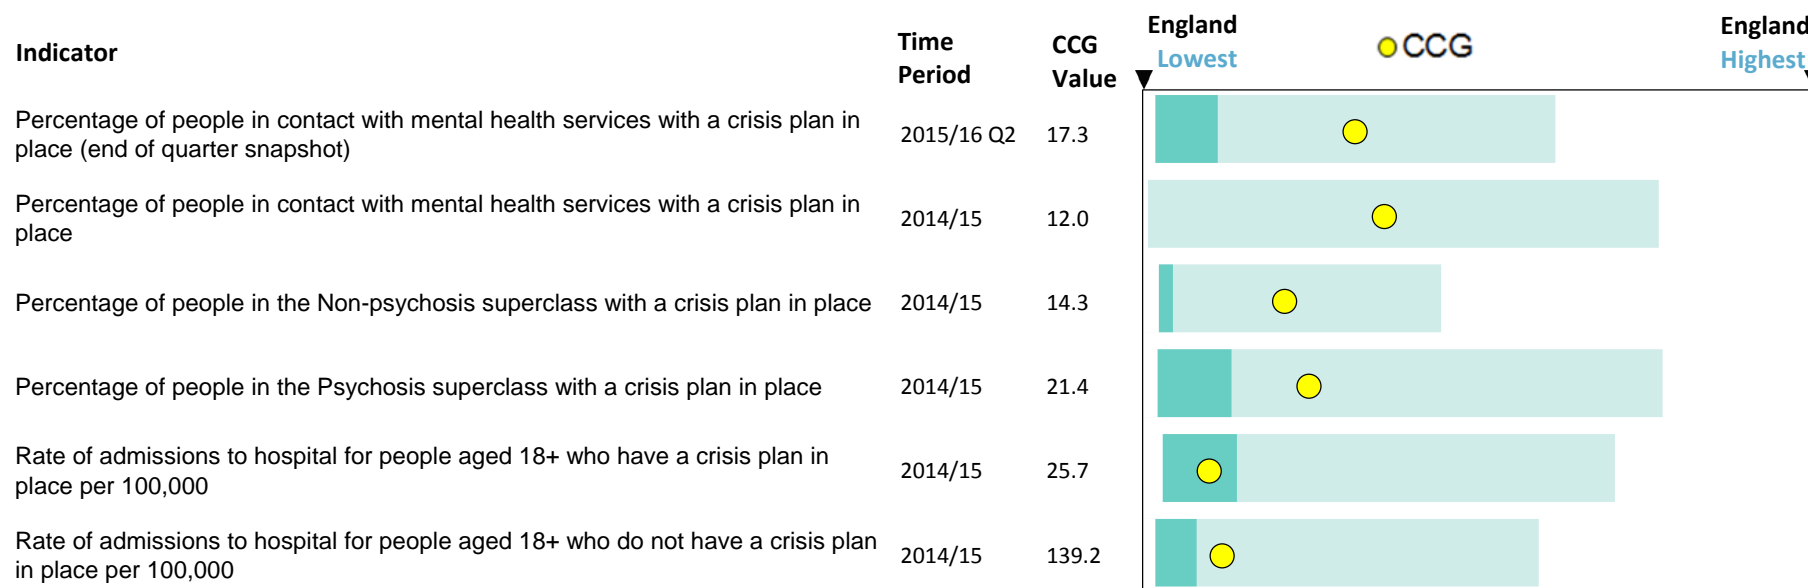 Indicator
Time
Period
CCG
Value
England
Lowest
CCG
England
Highest
Percentage of people in contact with mental health services with a crisis plan in
place (end of quarter snapshot)
2015/16 Q2
17.3
Percentage of people in contact with mental health services with a crisis plan in
place
2014/15
12.0
Percentage of people in the Non-psychosis superclass with a crisis plan in place
2014/15
14.3
Percentage of people in the Psychosis superclass with a crisis plan in place
2014/15
21.4
Rate of admissions to hospital for people aged 18+ who have a crisis plan in
place per 100,000
2014/15
25.7
Rate of admissions to hospital for people aged 18+ who do not have a crisis plan
in place per 100,000
2014/15
139.2